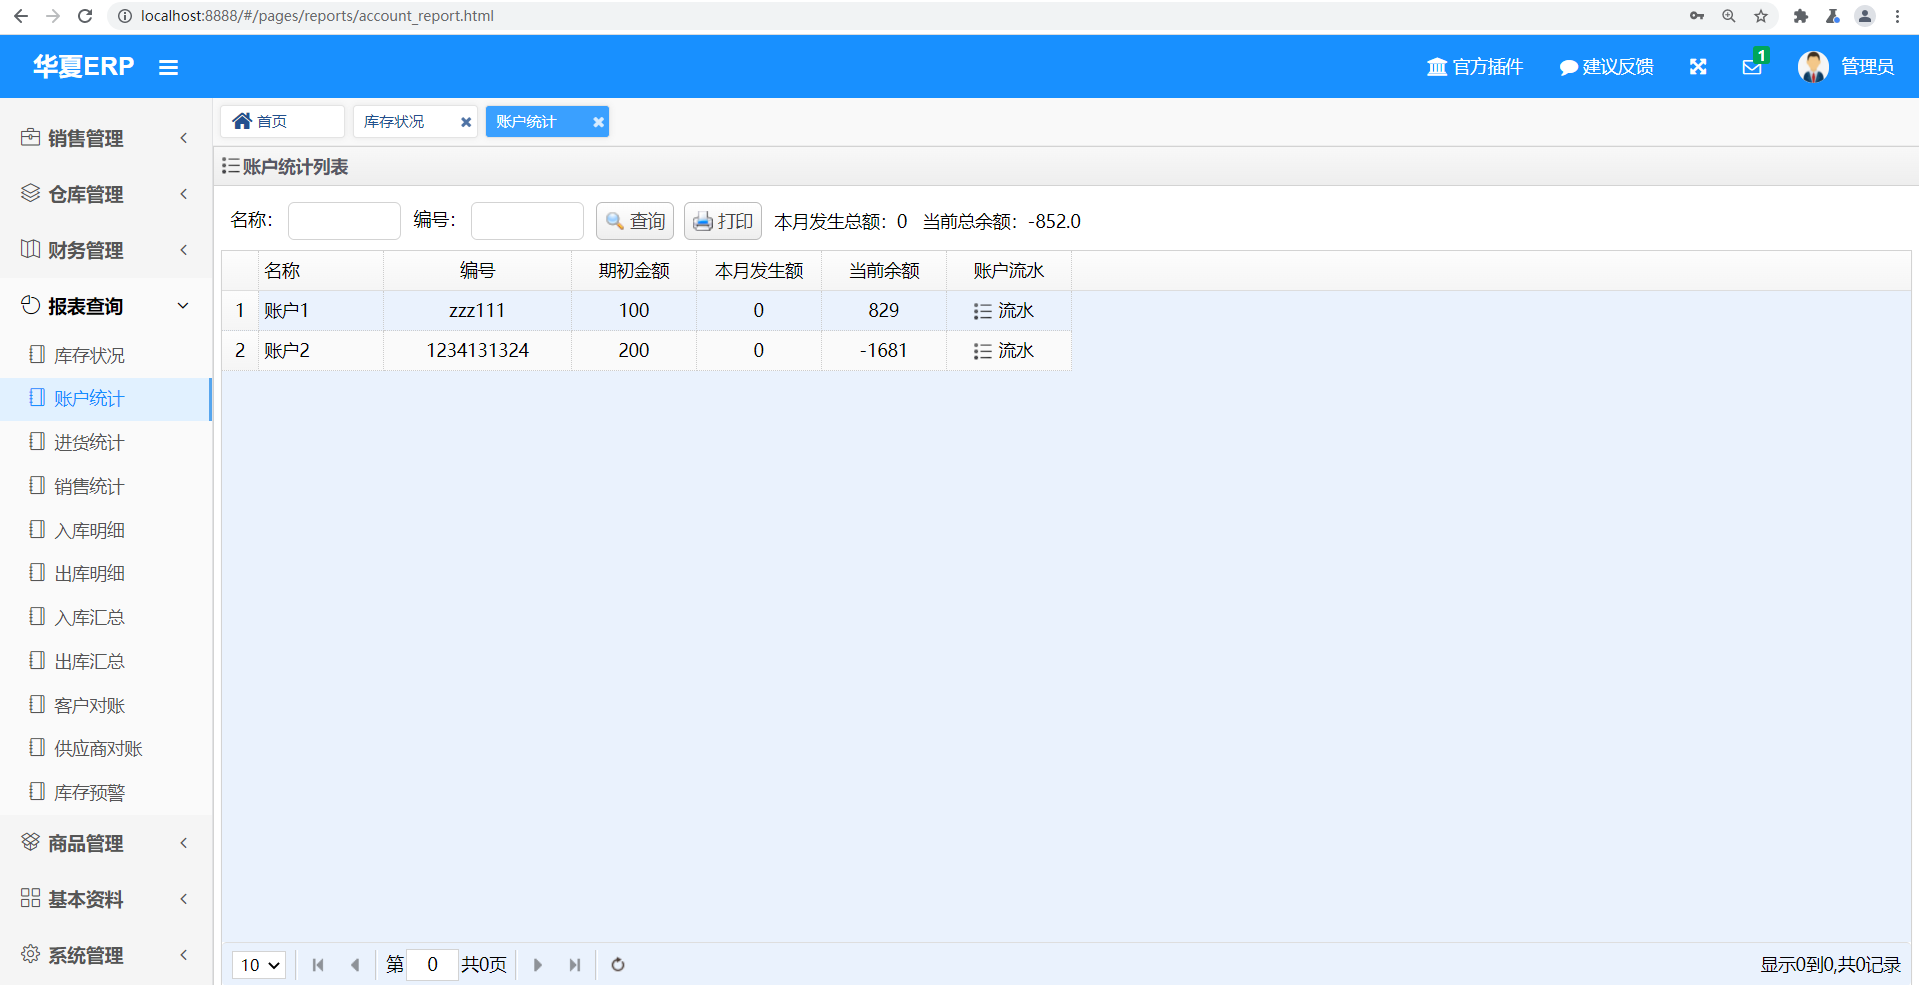 localhost:8888/#/pages/reports/account_report.html
华夏ERP
官方插件
建议反馈
1
管理员
销售管理
仓库管理
财务管理
报表查询
库存状况
账户统计
进货统计
销售统计
入库明细
出库明细
入库汇总
出库汇总
客户对账
供应商对账
库存预警
商品管理
基本资料
系统管理
首页
库存状况
账户统计
账户统计列表
名称： 编号： 查询 打印 本月发生总额：0 当前总余额：-852.0
名称 编号 期初金额 本月发生额 当前余额 账户流水
1 账户1 zzz111 100 0 829 流水
2 账户2 1234131324 200 0 -1681 流水
10 第 0 共0页 显示0到0,共0记录